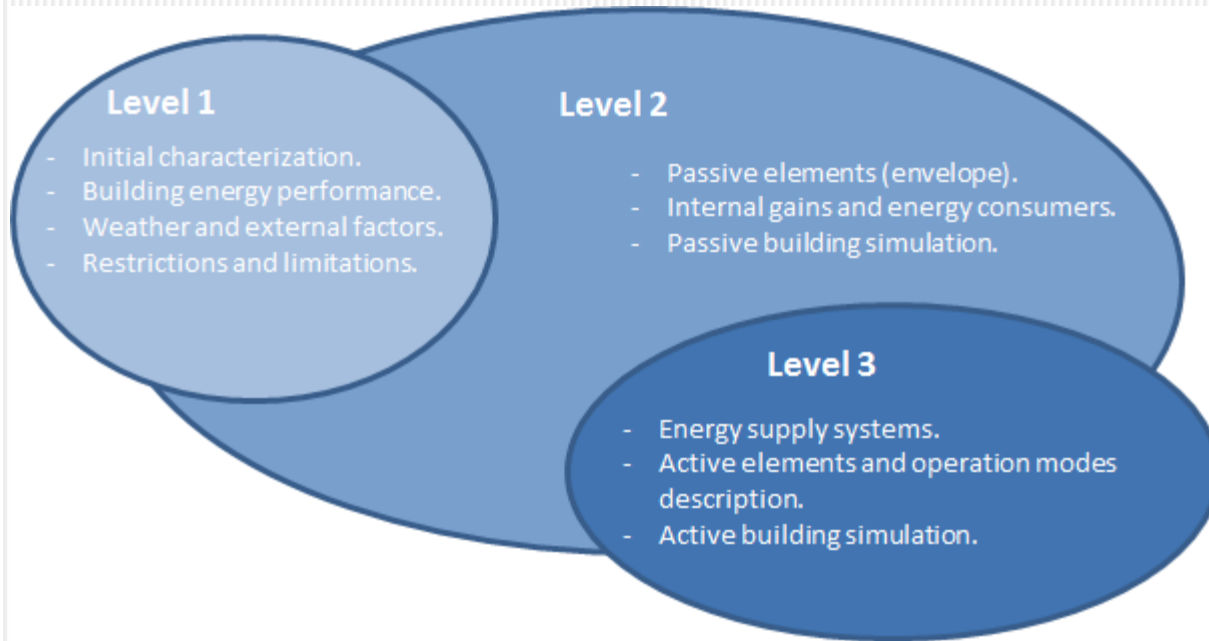 Level 1
- Initial characterization.
- Building energy performance.
- Weather and external factors.
- Restrictions and limitations.
Level 2
- Passive elements (envelope).
- Internal gains and energy consumers.
- Passive building simulation.
Level 3
- Energy supply systems.
- Active elements and operation modes
description.
- Active building simulation.